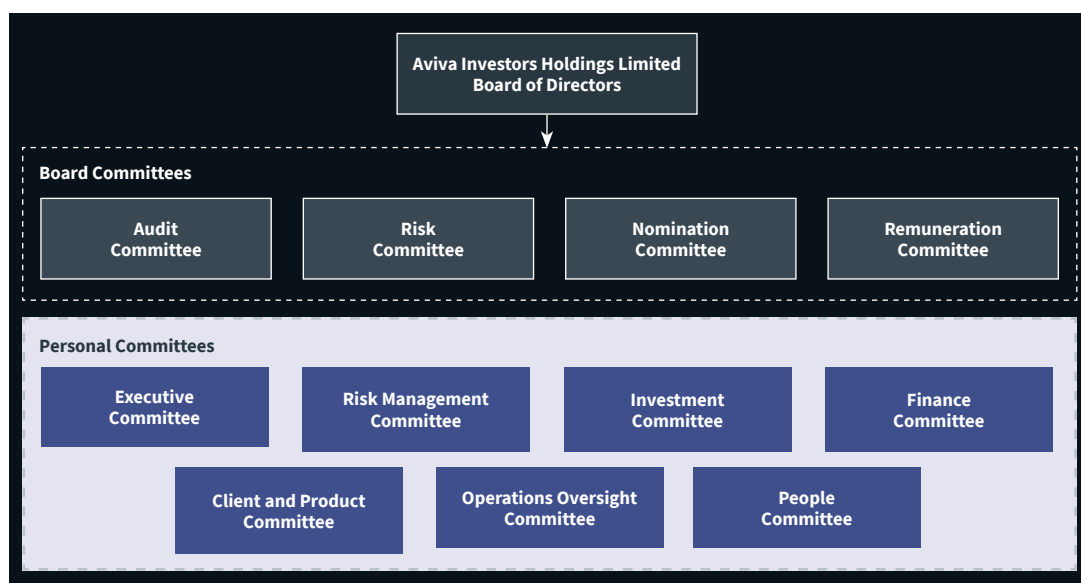 Aviva Investors Holdings Limited
Board of Directors
Board Committees
Audit
Committee
Risk
Committee
Nomination
Committee
Remuneration
Committee
Personal Committees
Executive
Committee
Risk Management
Committee
Investment
Committee
Finance
Committee
Client and Product
Committee
Operations Oversight
Committee
People
Committee